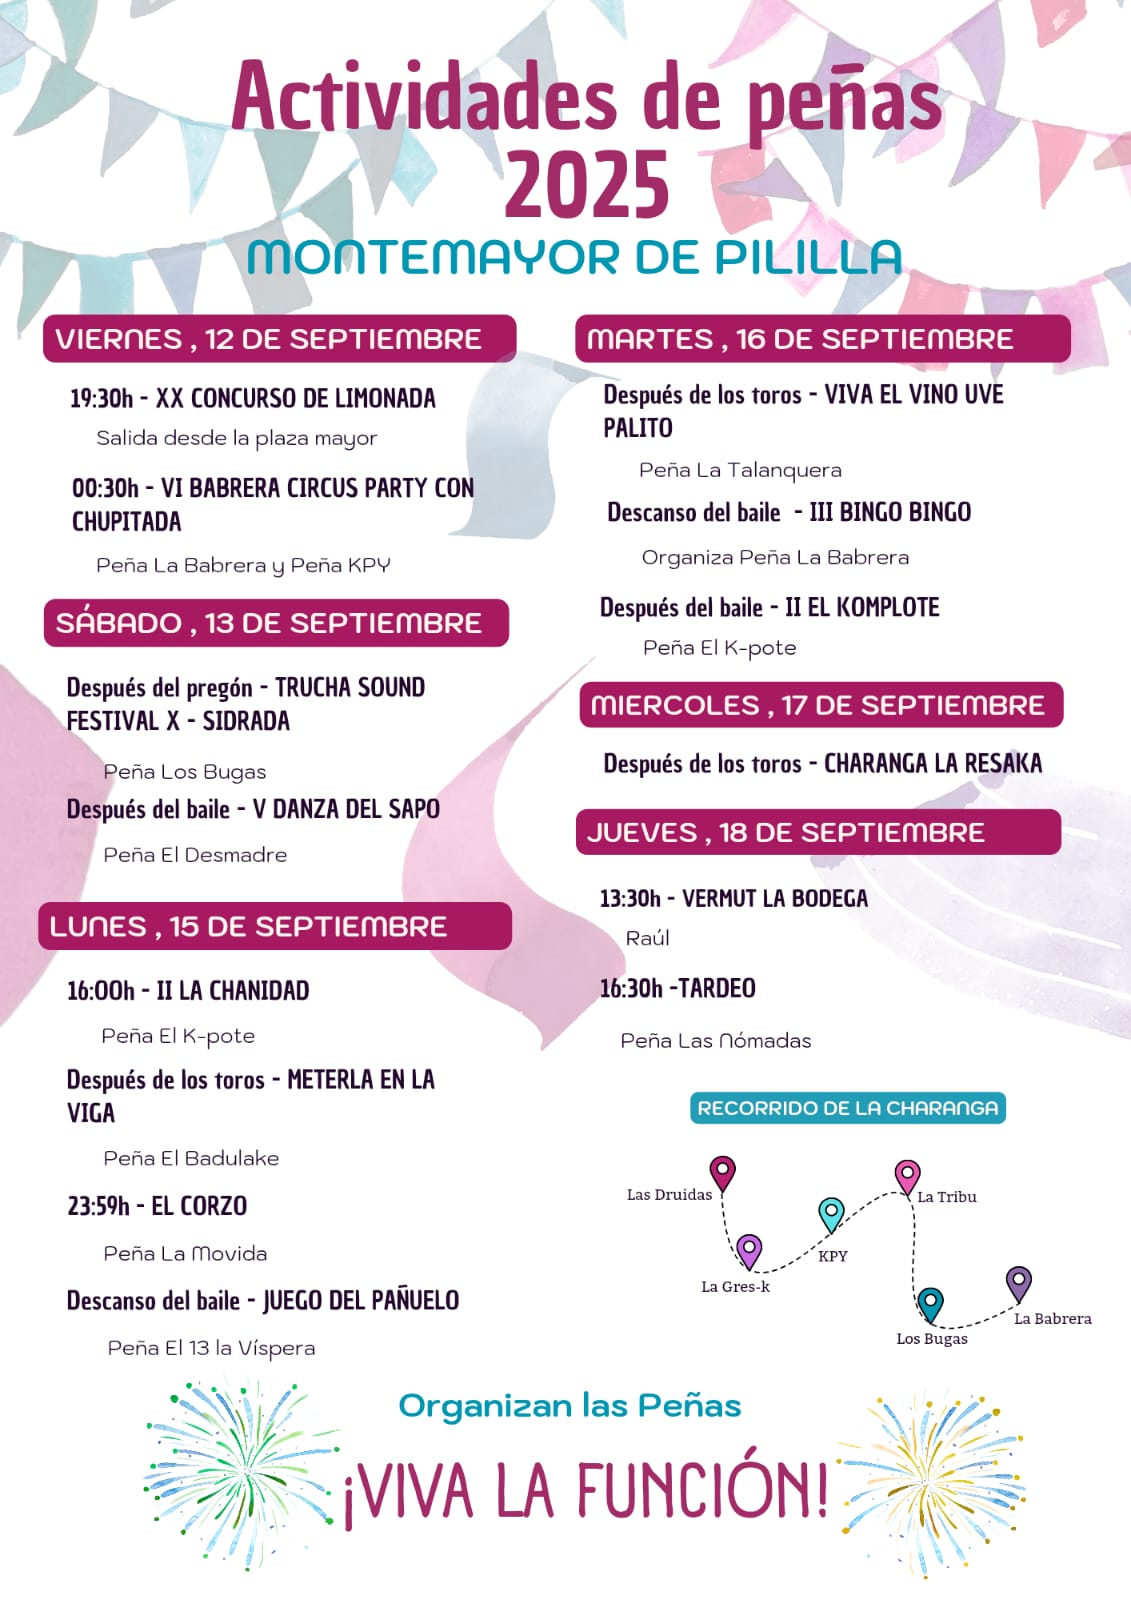 Actividades de peñas
2025
MONTEMAYOR DE PILILLA
VIERNES , 12 DE SEPTIEMBRE
19:30h - XX CONCURSO DE LIMONADA
Salida desde la plaza mayor
00:30h - VI BABRERA CIRCUS PARTY CON
CHUPITADA
Peña La Babrera y Peña KPY
SÁBADO , 13 DE SEPTIEMBRE
Después del pregón - TRUCHA SOUND
FESTIVAL X - SIDRADA
Peña Los Bugas
Después del baile - V DANZA DEL SAPO
Peña El Desmadre
LUNES , 15 DE SEPTIEMBRE
16:00h - II LA CHANIDAD
Peña El K-pote
Después de los toros - METERLA EN LA
VIGA
Peña El Badulake
23:59h - EL CORZO
Peña La Movida
Descanso del baile - JUEGO DEL PAÑUELO
Peña El 13 la Víspera
MARTES , 16 DE SEPTIEMBRE
Después de los toros - VIVA EL VINO UVE
PALITO
Peña La Talanquera
Descanso del baile - III BINGO BINGO
Organiza Peña La Babrera
Después del baile - II EL KOMPLOTE
Peña El K-pote
MIERCOLES , 17 DE SEPTIEMBRE
Después de los toros - CHARANGA LA RESAKA
JUEVES , 18 DE SEPTIEMBRE
13:30h - VERMUT LA BODEGA
Raúl
16:30h -TARDEO
Peña Las Nómadas
RECORRIDO DE LA CHARANGA
Las Druidas
La Tribu
KPY
La Gres-k
La Babrera
Los Bugas
Organizan las Peñas
¡VIVA LA FUNCIÓN!